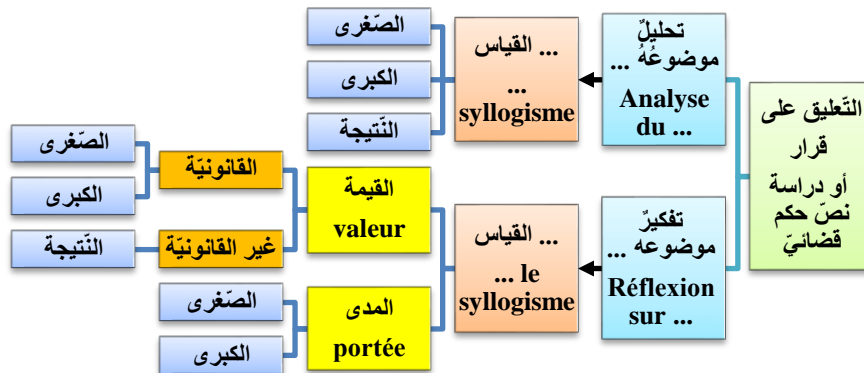 التّعليق على
قرار
أو دراسة
نصّ حكم
قضائيّ
تحليلٌ
موضوعُهُ ...
Analyse
du ...
... القياس
...
syllogisme
الصّغرى
الكبرى
النّتيجة
تفكيرٌ
موضوعه ...
Réflexion
sur ...
... القياس
... le
syllogisme
القيمة
valeur
القانونيّة
الصّغرى
الكبرى
غير القانونيّة
النّتيجة
المدى
portée
الصّغرى
الكبرى